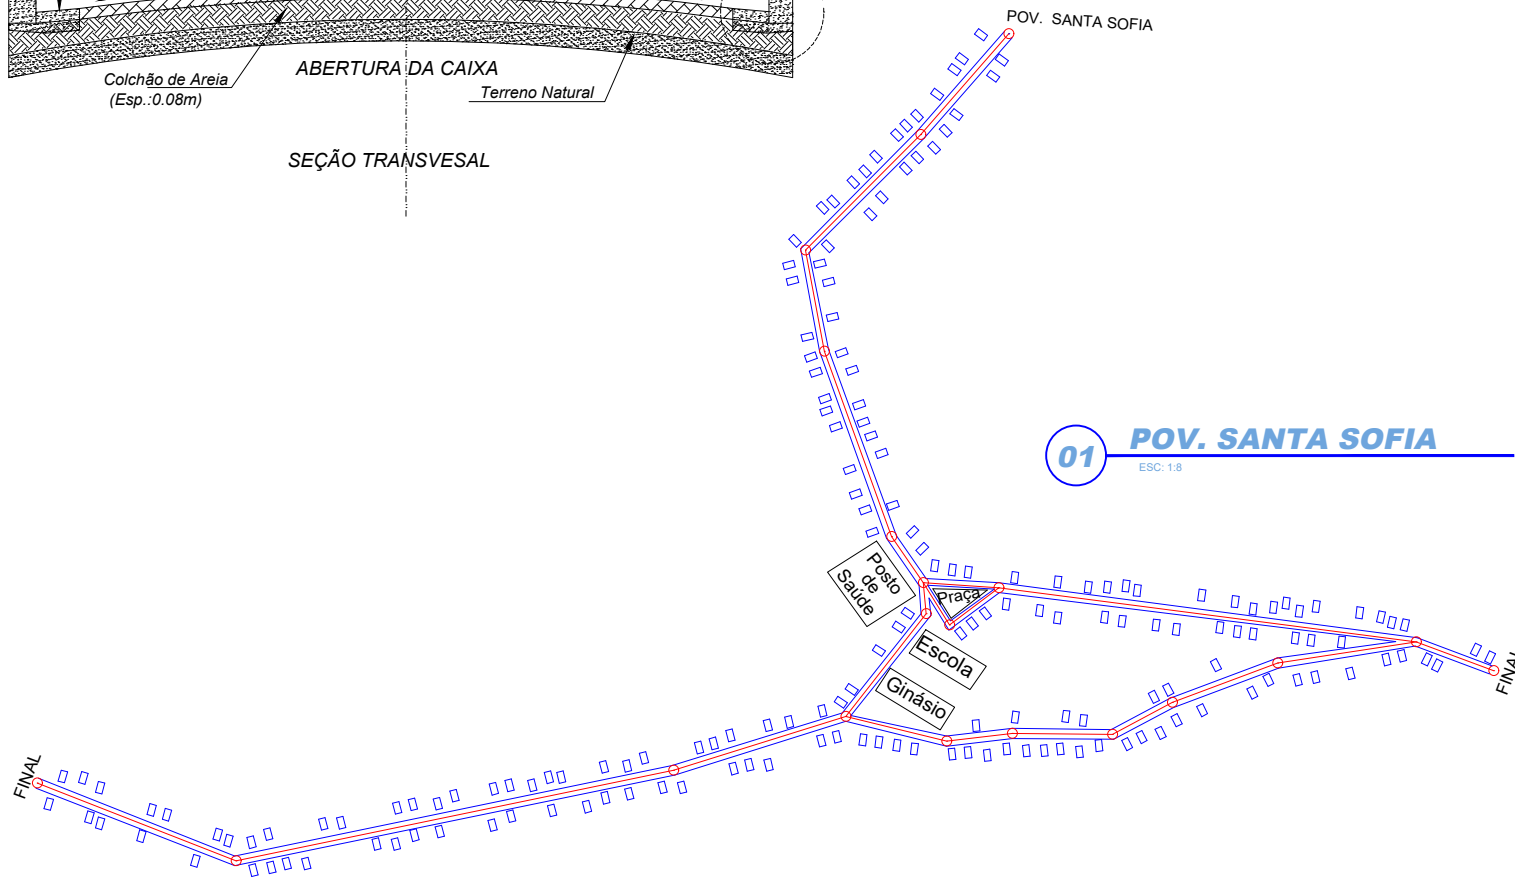 POV. SANTA SOFIA
ABERTURA DA CAIXA
Colchão de Areia
(Esp.:0.08m)
Terreno Natural
SEÇÃO TRANSVESAL
01
POV. SANTA SOFIA
ESC: 1:8
Posto
de
Saúde
Praça
Escola
Ginásio
FINAL
FINAL